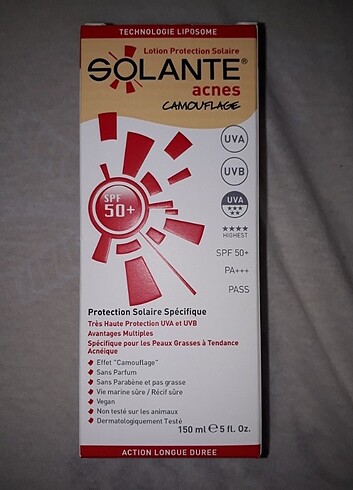 TECHNOLOGIE LIPOSOME
Lotion Protection Solaire
SOLANTE®
acnes
CAMOUFLAGE
UVA
UVB
SPF
50+
UVA
HIGHEST
SPF 50+
PA+++
PASS
Protection Solaire Spécifique
Très Haute Protection UVA et UVB
Avantages Multiples
Spécifique pour les Peaux Grasses à Tendance
Acnéique
• Effet "Camouflage"
• Sans Parfum
• Sans Parabène et pas grasse
• Vie marine sûre / Récif sûre
• Vegan
• Non testé sur les animaux
• Dermatologiquement Testé
150 ml ℮ 5 fl. Oz.
ACTION LONGUE DUREE